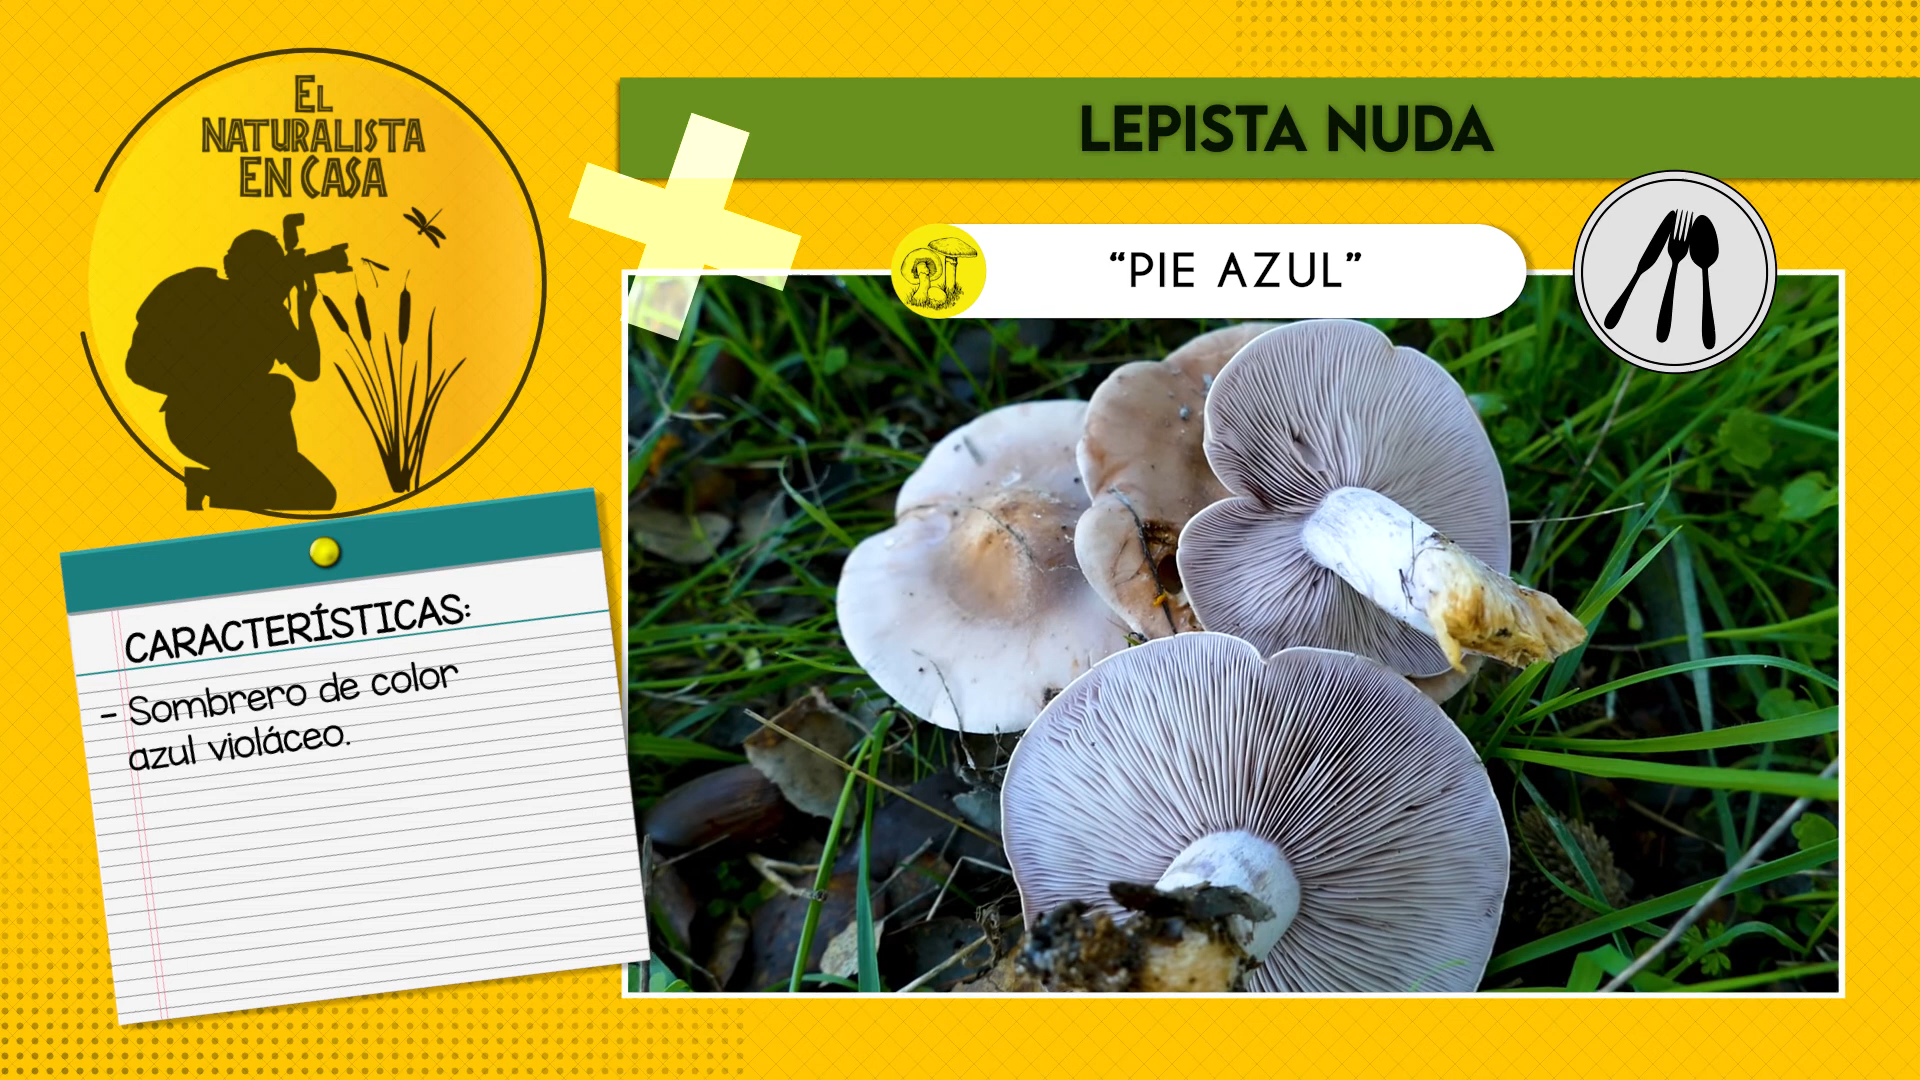 EL
NATURALISTA
EN CASA
LEPISTA NUDA
“PIE AZUL”
CARACTERÍSTICAS:
- Sombrero de color
azul violáceo.